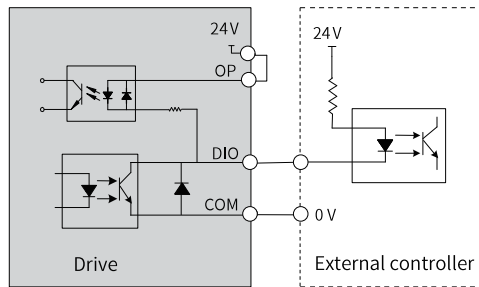 24V
24V
OP
DIO
COM
0 V
Drive
External controller